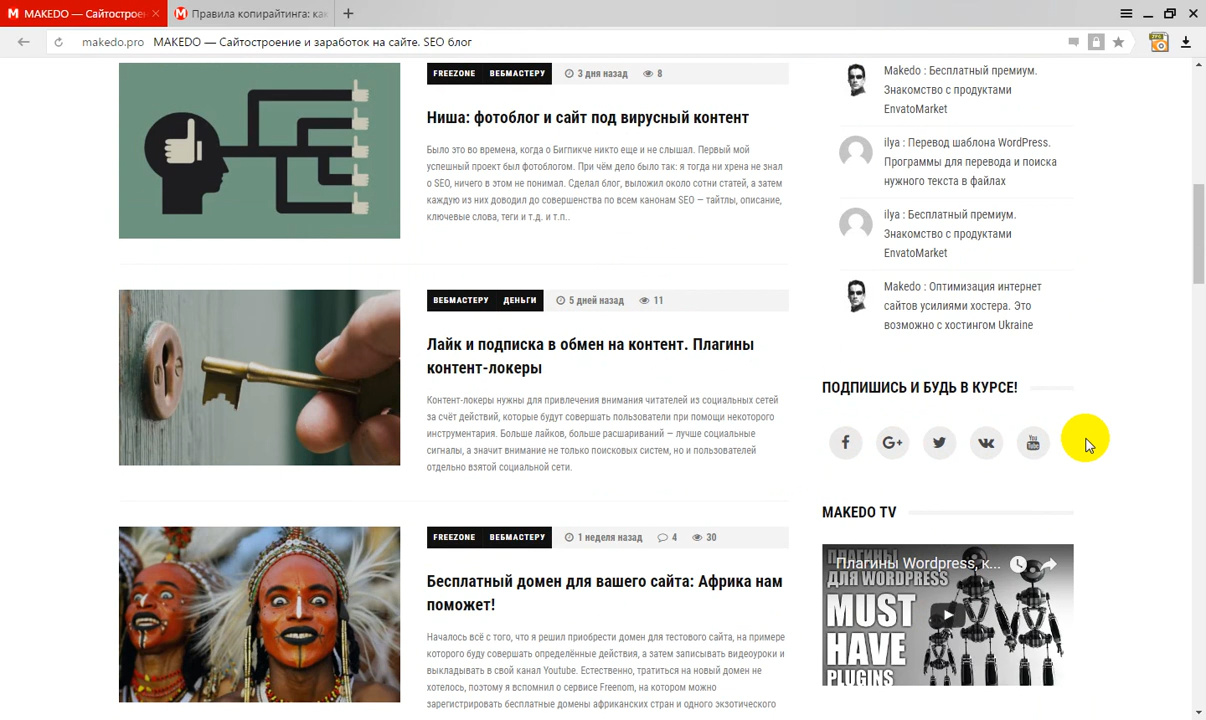 MAKEDO — Сайтостроен
Правила копирайтинга: как
makedo.pro MAKEDO — Сайтостроение и заработок на сайте. SEO блог
FREEZONE ВЕБМАСТЕРУ 3 дня назад 8
Ниша: фотоблог и сайт под вирусный контент
Было это во времена, когда о Бигпикче никто еще и не слышал. Первый мой
успешный проект был фотоблогом. При чём дело было так: я тогда ни хрена не знал
о SEO, ничего в этом не понимал. Сделал блог, выложил около сотни статей, а затем
каждую из них доводил до совершенства по всем канонам SEO — тайтлы, описание,
ключевые слова, теги и т.д. и т.п..
ВЕБМАСТЕРУ ДЕНЬГИ 5 дней назад 11
Лайк и подписка в обмен на контент. Плагины
контент-локеры
Контент-локеры нужны для привлечения внимания читателей из социальных сетей
за счёт действий, которые будут совершать пользователи при помощи некоторого
инструментария. Больше лайков, больше расшариваний — лучше социальные
сигналы, а значит внимание не только поисковых систем, но и пользователей
отдельно взятой социальной сети.
FREEZONE ВЕБМАСТЕРУ 1 неделя назад 4 30
Бесплатный домен для вашего сайта: Африка нам
поможет!
Началось всё с того, что я решил приобрести домен для тестового сайта, на примере
которого буду совершать определённые действия, а затем записывать видеоуроки и
выкладывать в свой канал Youtube. Естественно, тратиться на новый домен не
хотелось, поэтому я вспомнил о сервисе Freenom, на котором можно
зарегистрировать бесплатные домены африканских стран и одного экзотического
Makedo : Бесплатный премиум.
Знакомство с продуктами
EnvatoMarket
ilya : Перевод шаблона WordPress.
Программы для перевода и поиска
нужного текста в файлах
ilya : Бесплатный премиум.
Знакомство с продуктами
EnvatoMarket
Makedo : Оптимизация интернет
сайтов усилиями хостера. Это
возможно с хостингом Ukraine
ПОДПИШИСЬ И БУДЬ В КУРСЕ!
You
Tube
MAKEDO TV
Плагины Wordpress, к...
ПЛАГИНЫ
ДЛЯ WORDPRESS
MUST
HAVE
PLUGINS